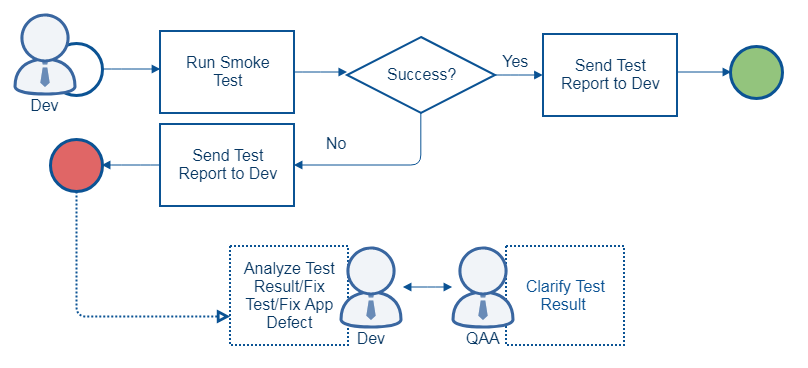 Dev
Run Smoke
Test
Success?
Yes
Send Test
Report to Dev
No
Send Test
Report to Dev
Analyze Test
Result/Fix
Test/Fix App
Defect
Dev
QAA
Clarify Test
Result